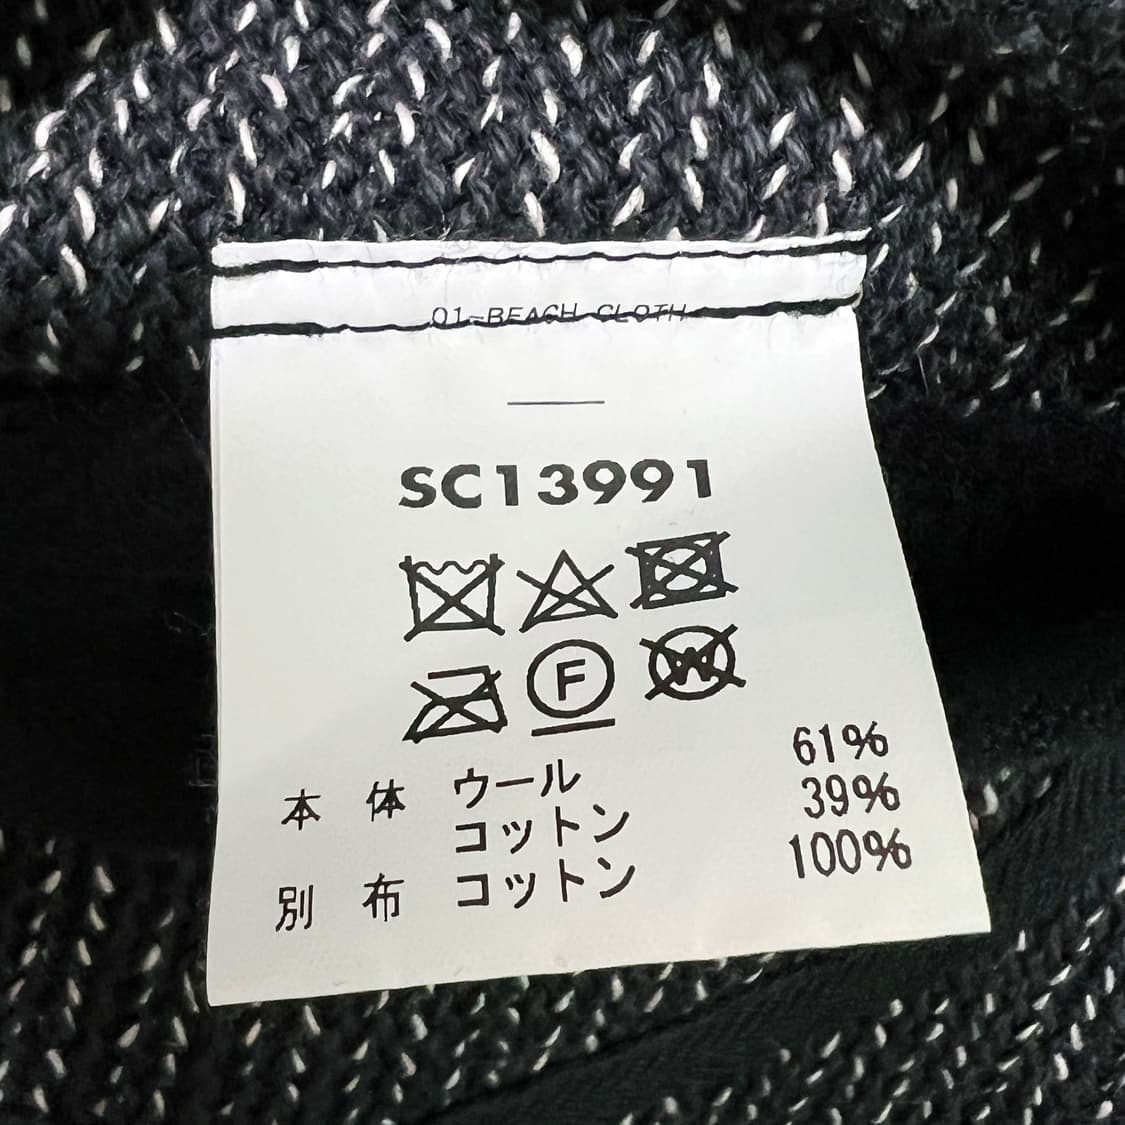 01-BEACH CLOTH
SC13991
F
W
本体 ウール 61%
コットン 39%
別布 コットン 100%